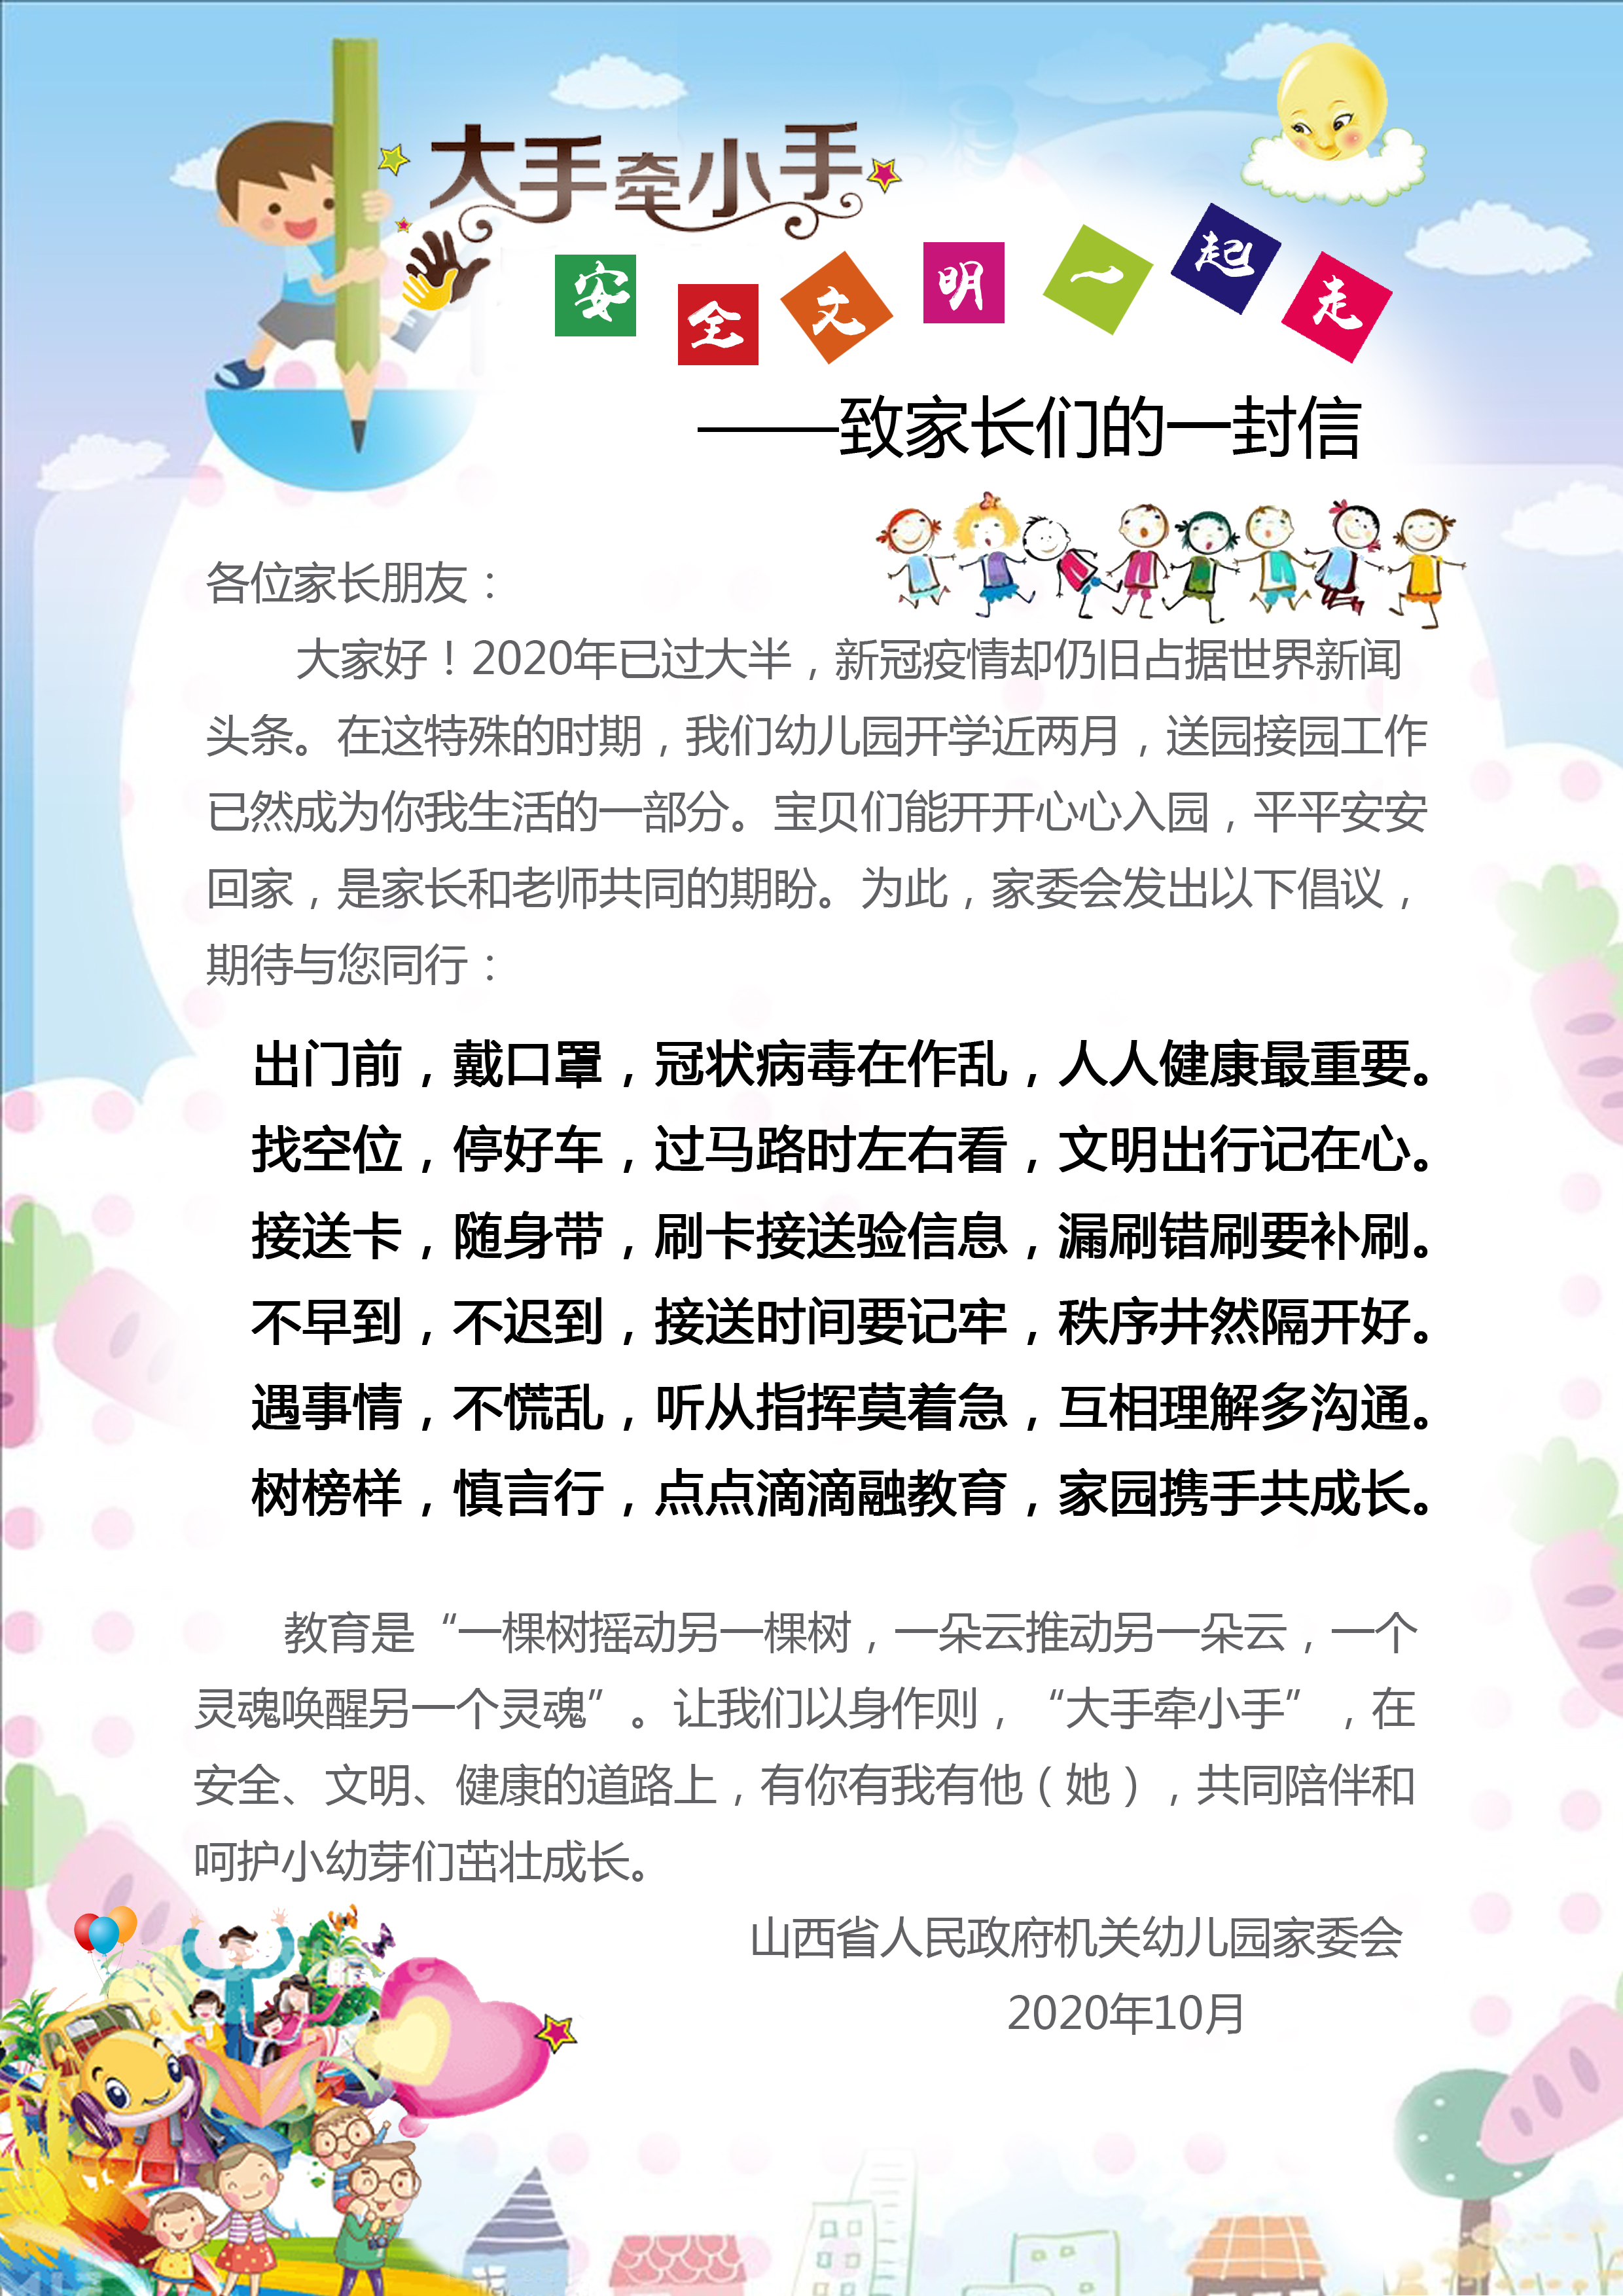 大手牵小手
安全文明一起走
——致家长们的一封信
各位家长朋友：
大家好！2020年已过大半，新冠疫情却仍旧占据世界新闻
头条。在这特殊的时期，我们幼儿园开学近两月，送园接园工作
已然成为你我生活的一部分。宝贝们能开开心心入园，平平安安
回家，是家长和老师共同的期盼。为此，家委会发出以下倡议，
期待与您同行：
出门前，戴口罩，冠状病毒在作乱，人人健康最重要。
找空位，停好车，过马路时左右看，文明出行记在心。
接送卡，随身带，刷卡接送验信息，漏刷错刷要补刷。
不早到，不迟到，接送时间要记牢，秩序井然隔开好。
遇事情，不慌乱，听从指挥莫着急，互相理解多沟通。
树榜样，慎言行，点点滴滴融教育，家园携手共成长。
教育是“一棵树摇动另一棵树，一朵云推动另一朵云，一个
灵魂唤醒另一个灵魂”。让我们以身作则，“大手牵小手”，在
安全、文明、健康的道路上，有你有我有他（她），共同陪伴和
呵护小幼芽们茁壮成长。
山西省人民政府机关幼儿园家委会
2020年10月